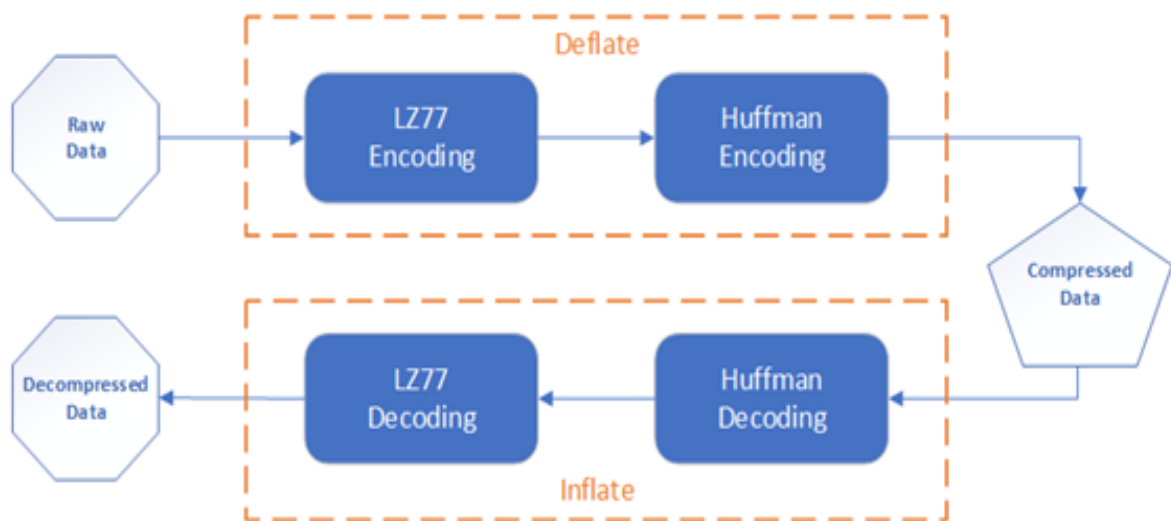 Deflate
Raw
Data
LZ77
Encoding
Huffman
Encoding
Compressed
Data
Decompressed
Data
LZ77
Decoding
Huffman
Decoding
Inflate